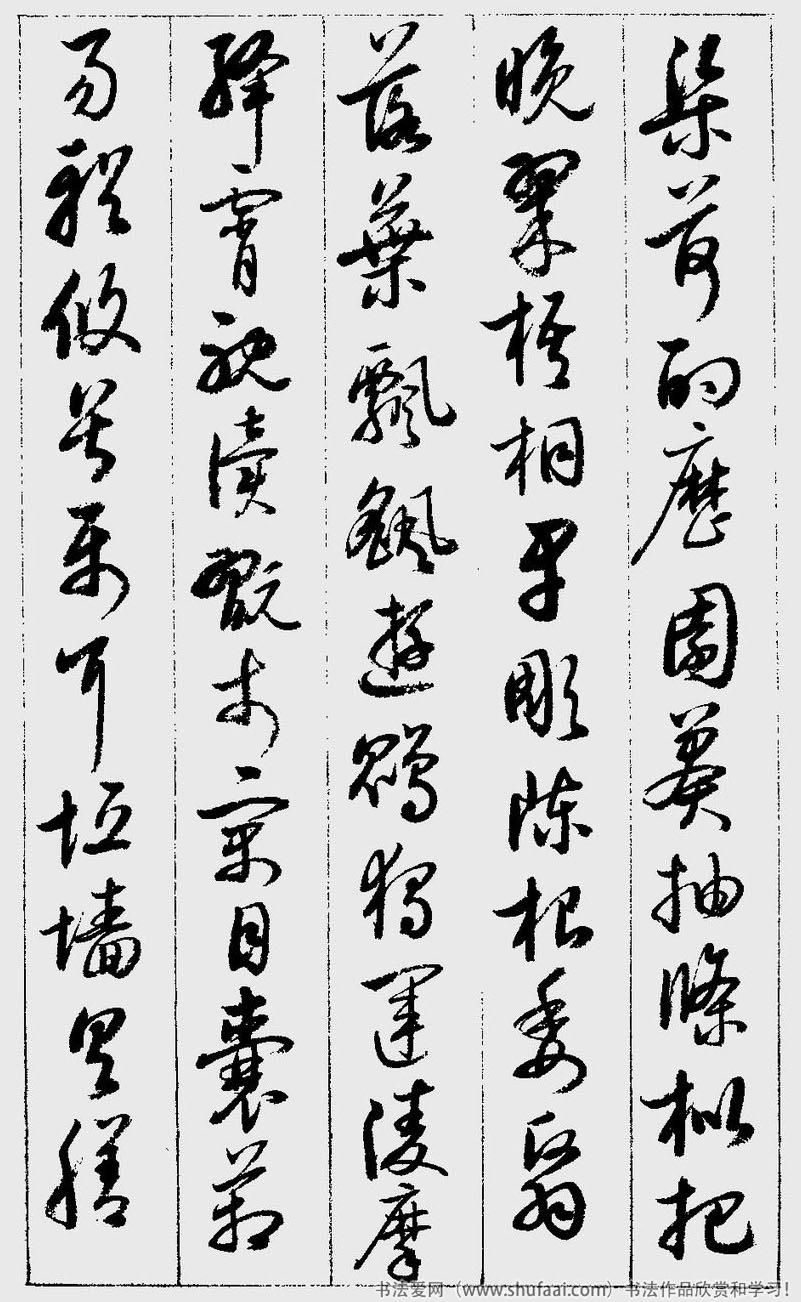 渠荷的歷園莽抽條枇杷
晚翠梧桐早彫陳根委翳
落葉飄颻遊鵾獨運淩摩
絳霄耽讀翫市寓目囊箱
易輶攸畏屬耳垣墻具膳
书法爱网（www.shufaai.com）书法作品欣赏和学习！